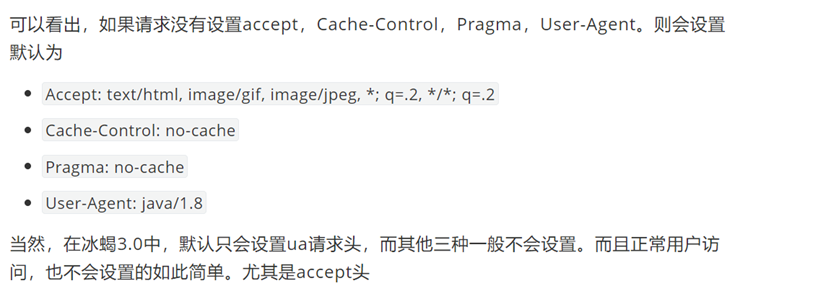 可以看出，如果请求没有设置accept，Cache-Control，Pragma，User-Agent。则会设置
默认为
Accept: text/html, image/gif, image/jpeg, *; q=.2, */*; q=.2
Cache-Control: no-cache
Pragma: no-cache
User-Agent: java/1.8
当然，在冰蝎3.0中，默认只会设置ua请求头，而其他三种一般不会设置。而且正常用户访
问，也不会设置的如此简单。尤其是accept头